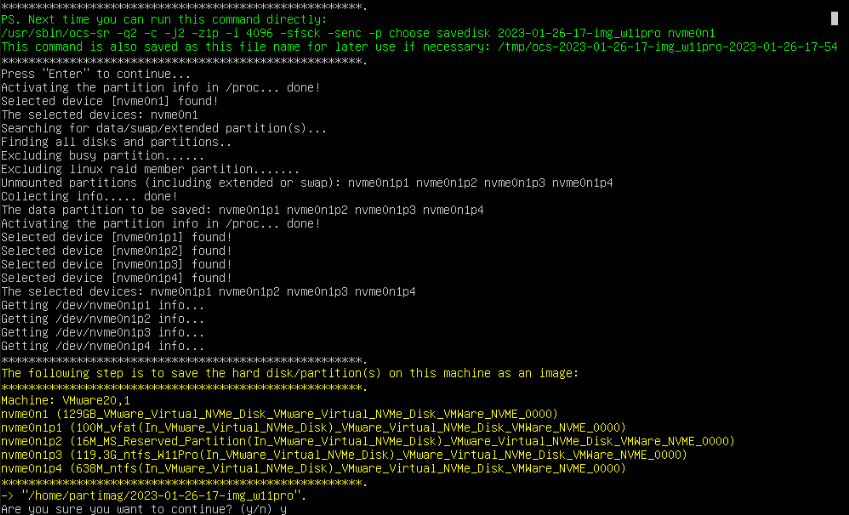 *****************************************************.
PS. Next time you can run this command directly:
/usr/sbin/ocs-sr -q2 -c -j2 -z1p -i 4096 -sfsck -senc -p choose savedisk 2023-01-26-17-img_w11pro nvme0n1
This command is also saved as this file name for later use if necessary: /tmp/ocs-2023-01-26-17-img_w11pro-2023-01-26-17-54
*****************************************************.
Press "Enter" to continue...
Activating the partition info in /proc... done!
Selected device [nvme0n1] found!
The selected devices: nvme0n1
Searching for data/swap/extended partition(s)...
Finding all disks and partitions..
Excluding busy partition......
Excluding linux raid member partition.......
Unmounted partitions (including extended or swap): nvme0n1p1 nvme0n1p2 nvme0n1p3 nvme0n1p4
Collecting info..... done!
The data partition to be saved: nvme0n1p1 nvme0n1p2 nvme0n1p3 nvme0n1p4
Activating the partition info in /proc... done!
Selected device [nvme0n1p1] found!
Selected device [nvme0n1p2] found!
Selected device [nvme0n1p3] found!
Selected device [nvme0n1p4] found!
The selected devices: nvme0n1p1 nvme0n1p2 nvme0n1p3 nvme0n1p4
Getting /dev/nvme0n1p1 info...
Getting /dev/nvme0n1p2 info...
Getting /dev/nvme0n1p3 info...
Getting /dev/nvme0n1p4 info...
*****************************************************.
The following step is to save the hard disk/partition(s) on this machine as an image:
*****************************************************.
Machine: VMware20,1
nvme0n1 (129GB_VMware_Virtual_NVMe_Disk_VMware_Virtual_NVMe_Disk_VMWare_NVME_0000)
nvme0n1p1 (100M_vfat(In_VMware_Virtual_NVMe_Disk)_VMware_Virtual_NVMe_Disk_VMWare_NVME_0000)
nvme0n1p2 (16M_MS_Reserved_Partition(In_VMware_Virtual_NVMe_Disk)_VMware_Virtual_NVMe_Disk_VMWare_NVME_0000)
nvme0n1p3 (119.3G_ntfs_W11Pro(In_VMware_Virtual_NVMe_Disk)_VMware_Virtual_NVMe_Disk_VMWare_NVME_0000)
nvme0n1p4 (638M_ntfs(In_VMware_Virtual_NVMe_Disk)_VMware_Virtual_NVMe_Disk_VMWare_NVME_0000)
*****************************************************.
-> "/home/partimag/2023-01-26-17-img_w11pro".
Are you sure you want to continue? (y/n) y